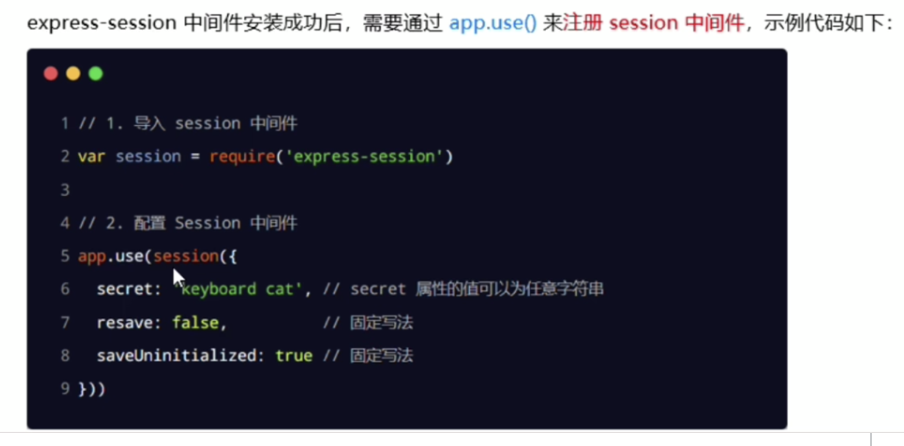 express-session 中间件安装成功后，需要通过 app.use() 来注册 session 中间件，示例代码如下：
1 // 1. 导入 session 中间件
2 var session = require('express-session')
3
4 // 2. 配置 Session 中间件
5 app.use(session({
6 secret: 'keyboard cat', // secret 属性的值可以为任意字符串
7 resave: false, // 固定写法
8 saveUninitialized: true // 固定写法
9 }))